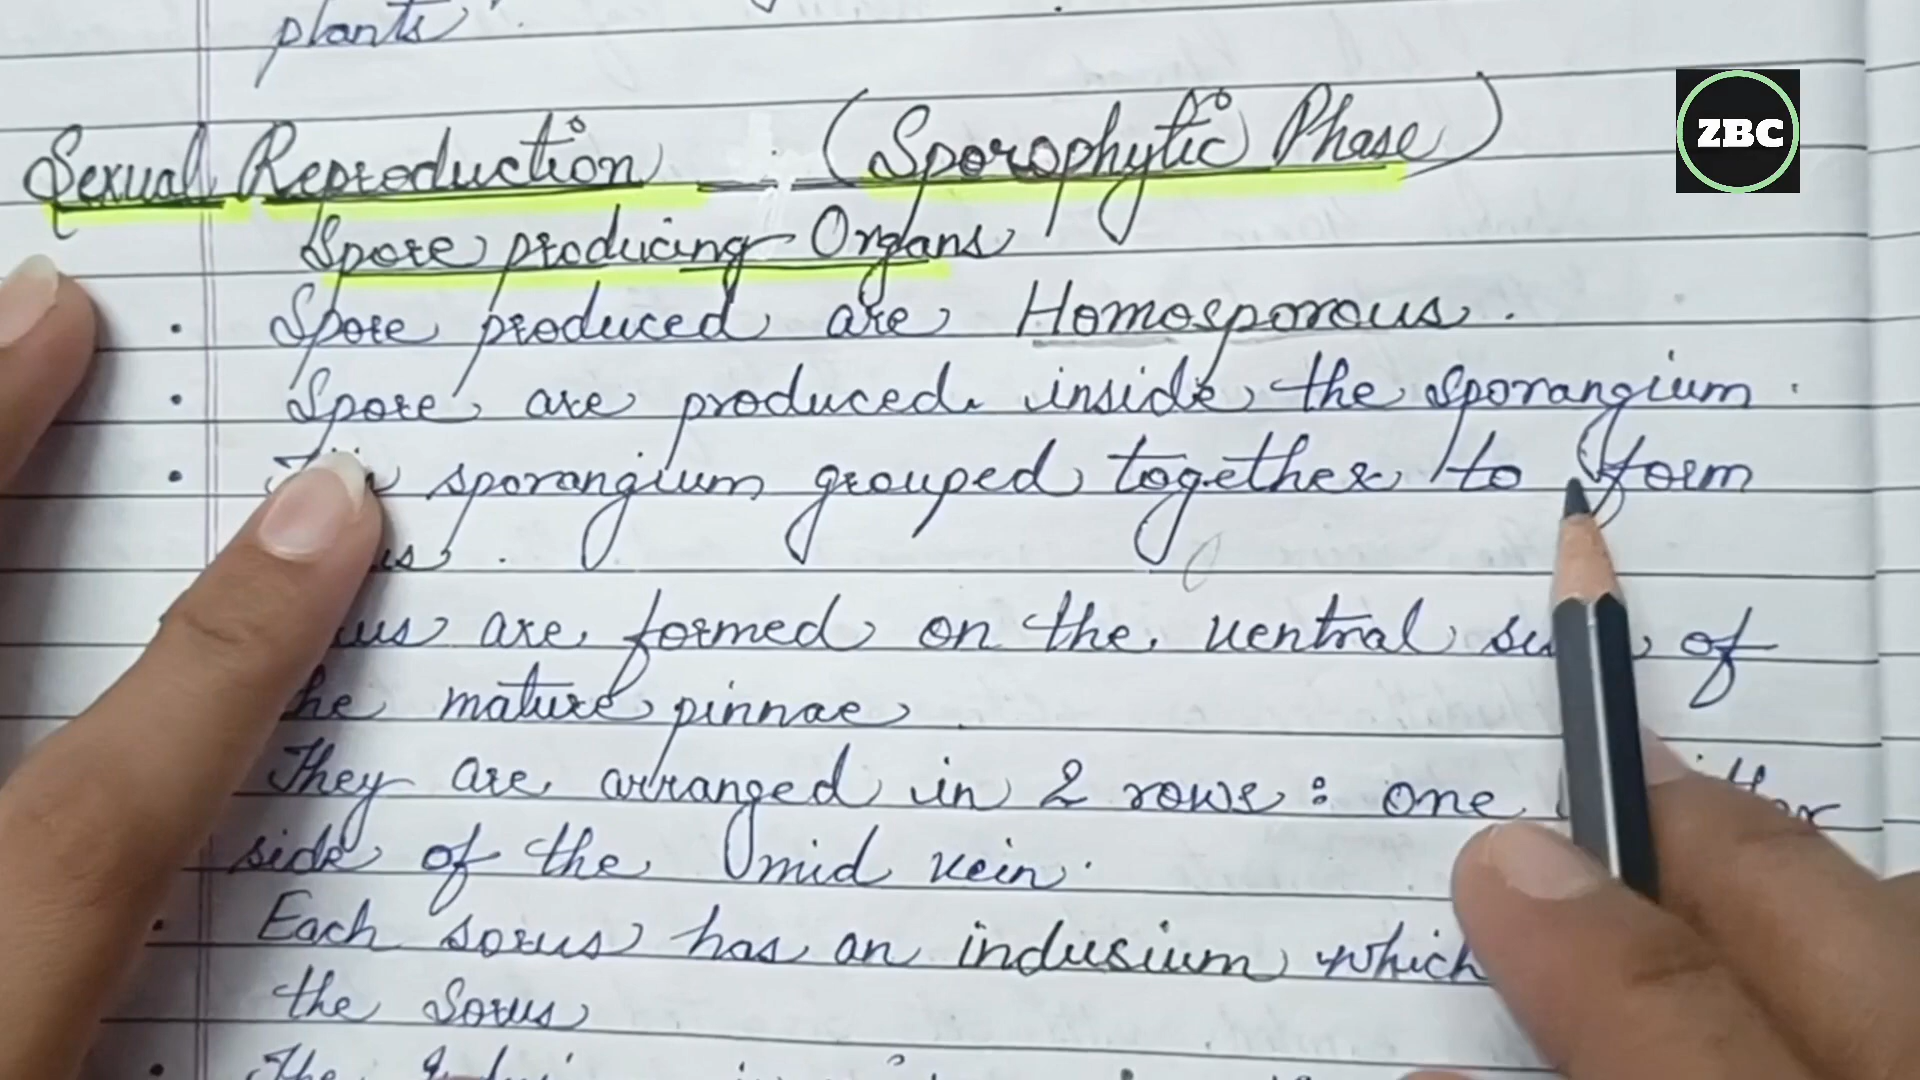 plants
Sexual Reproduction — (Sporophytic Phase)
ZBC
Spore producing Organs
• Spore produced are Homosporous.
• Spore are produced inside the sporangium.
• sporangium grouped together to form
are formed on the ventral of
the mature pinnae
They are arranged in 2 rows : one
side of the mid vein.
• Each sorus has an indusium which
the Sorus
• The